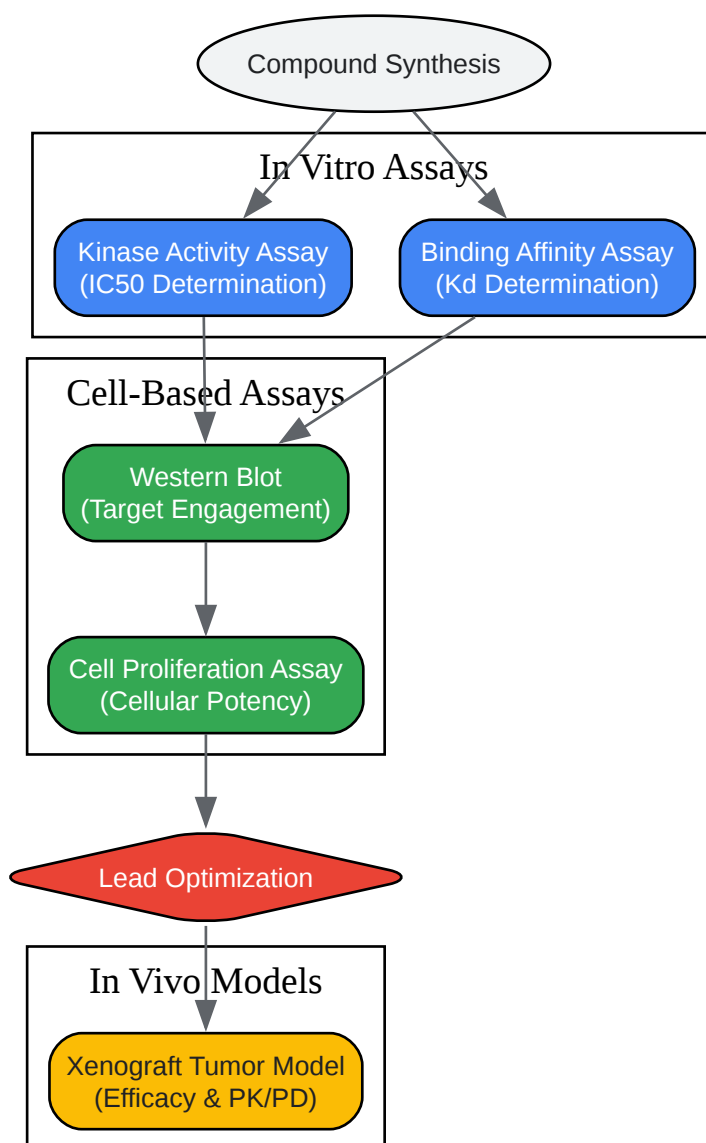 Compound Synthesis
In Vitro Assays
Kinase Activity Assay
(IC50 Determination)
Binding Affinity Assay
(Kd Determination)
Cell-Based Assays
Western Blot
(Target Engagement)
Cell Proliferation Assay
(Cellular Potency)
Lead Optimization
In Vivo Models
Xenograft Tumor Model
(Efficacy & PK/PD)